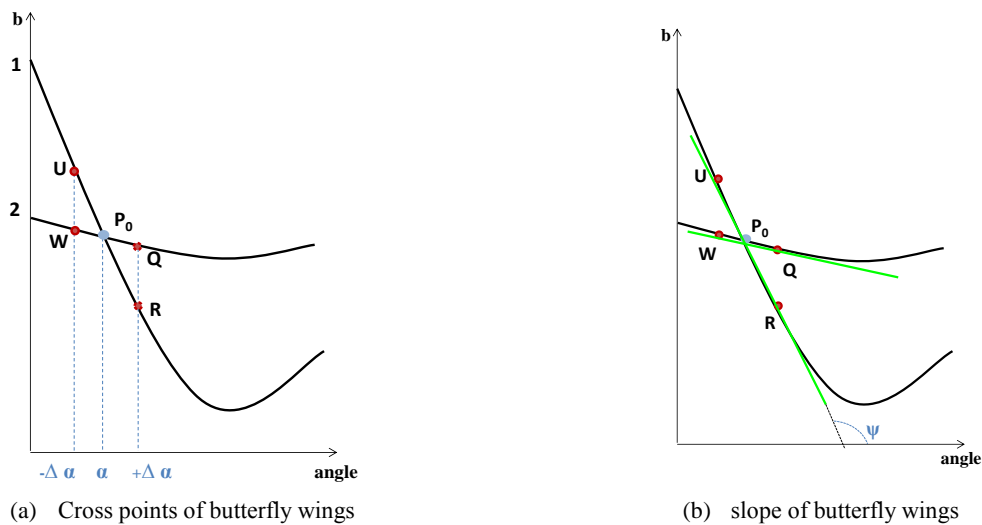 b
1
U
2
P0
W
Q
R
angle
-Δ α
α
+Δ α
(a) Cross points of butterfly wings
b
U
P0
W
Q
R
ψ
angle
(b) slope of butterfly wings